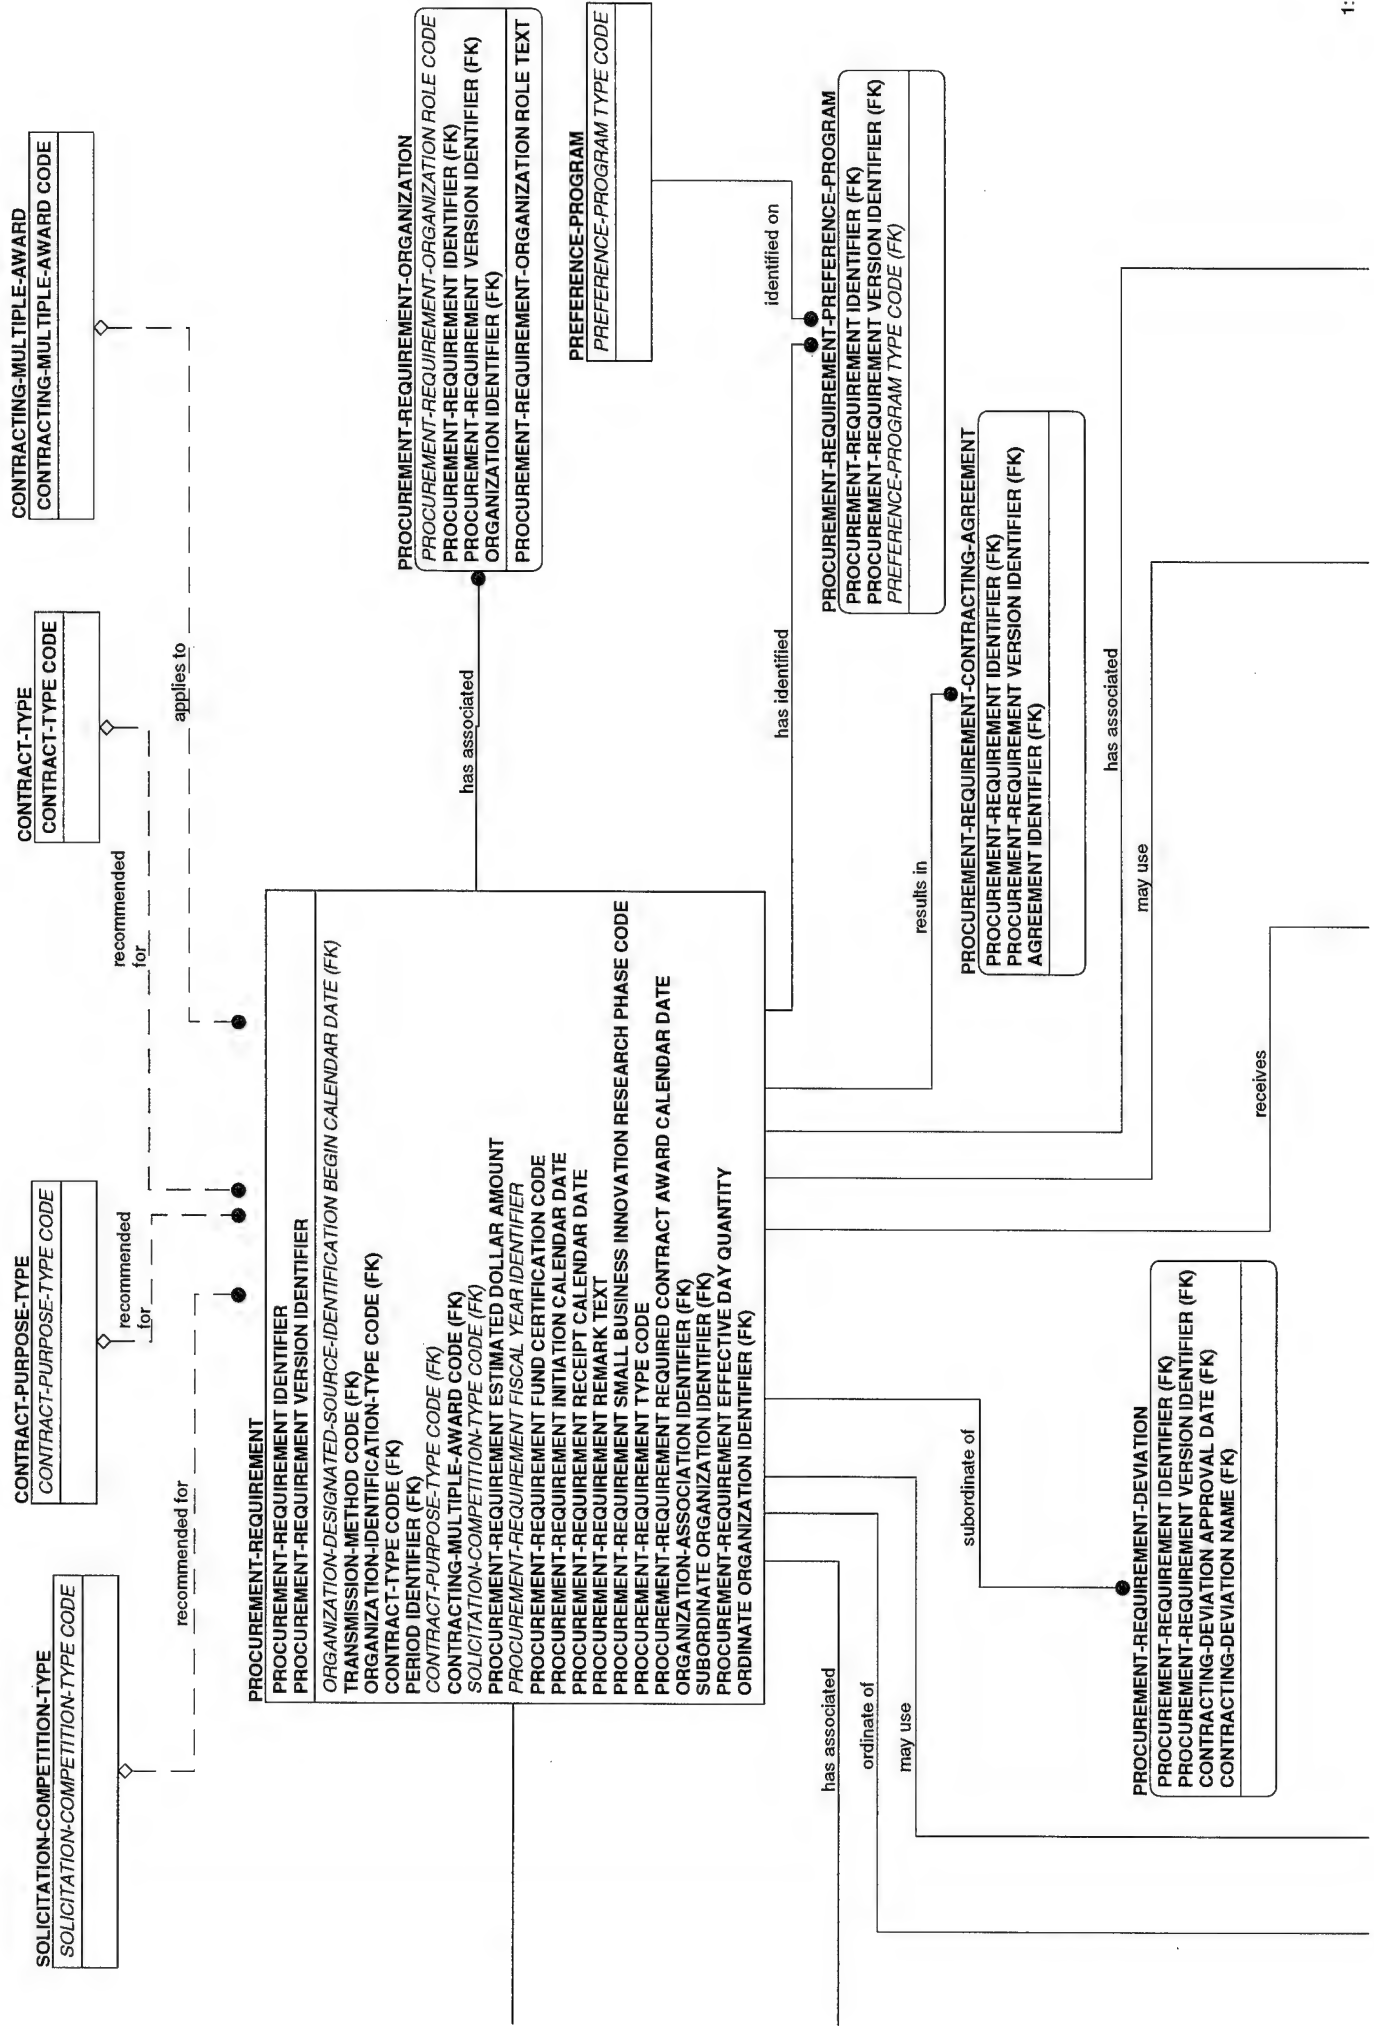 SOLICITATION-COMPETITION-TYPE
SOLICITATION-COMPETITION-TYPE CODE
CONTRACT-PURPOSE-TYPE
CONTRACT-PURPOSE-TYPE CODE
CONTRACT-TYPE
CONTRACT-TYPE CODE
CONTRACTING-MULTIPLE-AWARD
CONTRACTING-MULTIPLE-AWARD CODE
recommended for
recommended
for
recommended
for
applies to
PROCUREMENT-REQUIREMENT
PROCUREMENT-REQUIREMENT IDENTIFIER
PROCUREMENT-REQUIREMENT VERSION IDENTIFIER
ORGANIZATION-DESIGNATED-SOURCE-IDENTIFICATION BEGIN CALENDAR DATE (FK)
TRANSMISSION-METHOD CODE (FK)
ORGANIZATION-IDENTIFICATION-TYPE CODE (FK)
CONTRACT-TYPE CODE (FK)
PERIOD IDENTIFIER (FK)
CONTRACT-PURPOSE-TYPE CODE (FK)
CONTRACTING-MULTIPLE-AWARD CODE (FK)
SOLICITATION-COMPETITION-TYPE CODE (FK)
PROCUREMENT-REQUIREMENT ESTIMATED DOLLAR AMOUNT
PROCUREMENT-REQUIREMENT FISCAL YEAR IDENTIFIER
PROCUREMENT-REQUIREMENT FUND CERTIFICATION CODE
PROCUREMENT-REQUIREMENT INITIATION CALENDAR DATE
PROCUREMENT-REQUIREMENT RECEIPT CALENDAR DATE
PROCUREMENT-REQUIREMENT REMARK TEXT
PROCUREMENT-REQUIREMENT SMALL BUSINESS INNOVATION RESEARCH PHASE CODE
PROCUREMENT-REQUIREMENT TYPE CODE
PROCUREMENT-REQUIREMENT REQUIRED CONTRACT AWARD CALENDAR DATE
ORGANIZATION-ASSOCIATION IDENTIFIER (FK)
SUBORDINATE ORGANIZATION IDENTIFIER (FK)
PROCUREMENT-REQUIREMENT EFFECTIVE DAY QUANTITY
ORDINATE ORGANIZATION IDENTIFIER (FK)
has associated
PROCUREMENT-REQUIREMENT-ORGANIZATION
PROCUREMENT-REQUIREMENT-ORGANIZATION ROLE CODE
PROCUREMENT-REQUIREMENT IDENTIFIER (FK)
PROCUREMENT-REQUIREMENT VERSION IDENTIFIER (FK)
ORGANIZATION IDENTIFIER (FK)
PROCUREMENT-REQUIREMENT-ORGANIZATION ROLE TEXT
PREFERENCE-PROGRAM
PREFERENCE-PROGRAM TYPE CODE
has identified
identified on
PROCUREMENT-REQUIREMENT-PREFERENCE-PROGRAM
PROCUREMENT-REQUIREMENT IDENTIFIER (FK)
PROCUREMENT-REQUIREMENT VERSION IDENTIFIER (FK)
PREFERENCE-PROGRAM TYPE CODE (FK)
results in
PROCUREMENT-REQUIREMENT-CONTRACTING-AGREEMENT
PROCUREMENT-REQUIREMENT IDENTIFIER (FK)
PROCUREMENT-REQUIREMENT VERSION IDENTIFIER (FK)
AGREEMENT IDENTIFIER (FK)
has associated
ordinate of
may use
subordinate of
has associated
may use
receives
PROCUREMENT-REQUIREMENT-DEVIATION
PROCUREMENT-REQUIREMENT IDENTIFIER (FK)
PROCUREMENT-REQUIREMENT VERSION IDENTIFIER (FK)
CONTRACTING-DEVIATION APPROVAL DATE (FK)
CONTRACTING-DEVIATION NAME (FK)
1: